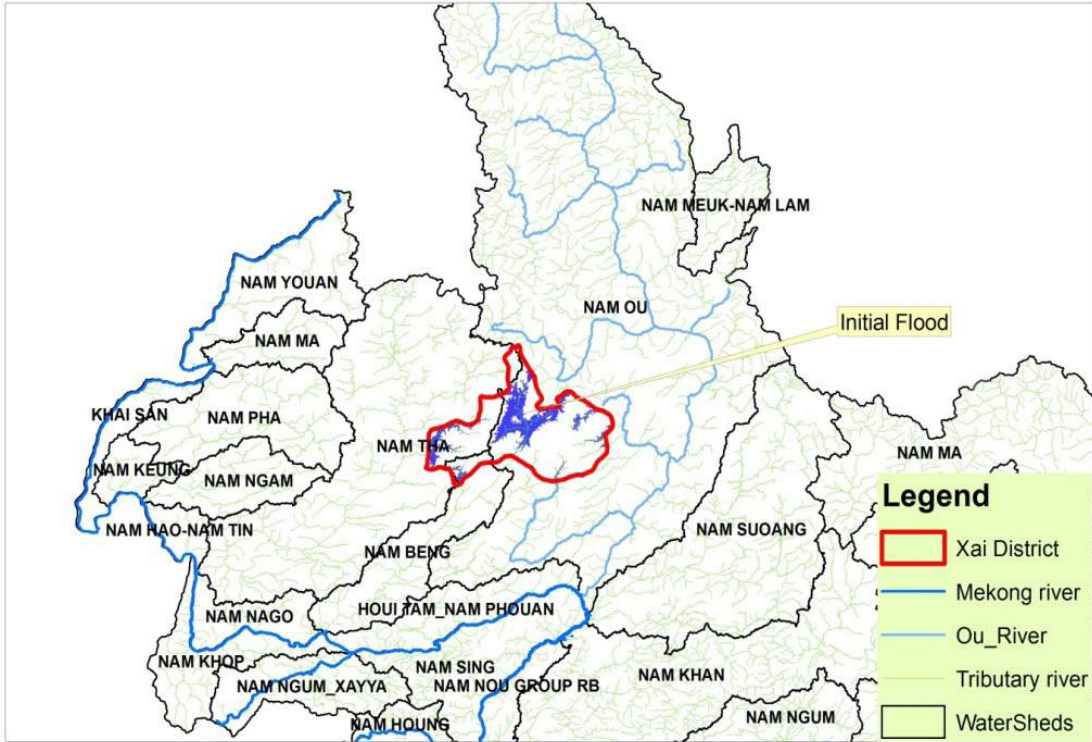 NAM MEUK-NAM LAM
NAM YOUAN
NAM OU
Initial Flood
NAM MA
KHAI SAN
NAM PHA
NAM THA
NAM MA
NAM KEUNG
NAM NGAM
Legend
NAM HAO-NAM TIN
NAM SUOANG
Xai District
NAM BENG
Mekong river
NAM NAGO
HOUI TAM_NAM PHOUAN
Ou_River
NAM KHOP
NAM SING
NAM KHAN
Tributary river
NAM NGUM_XAYYA
NAM NOU GROUP RB
NAM HOUNG
NAM NGUM
WaterSheds